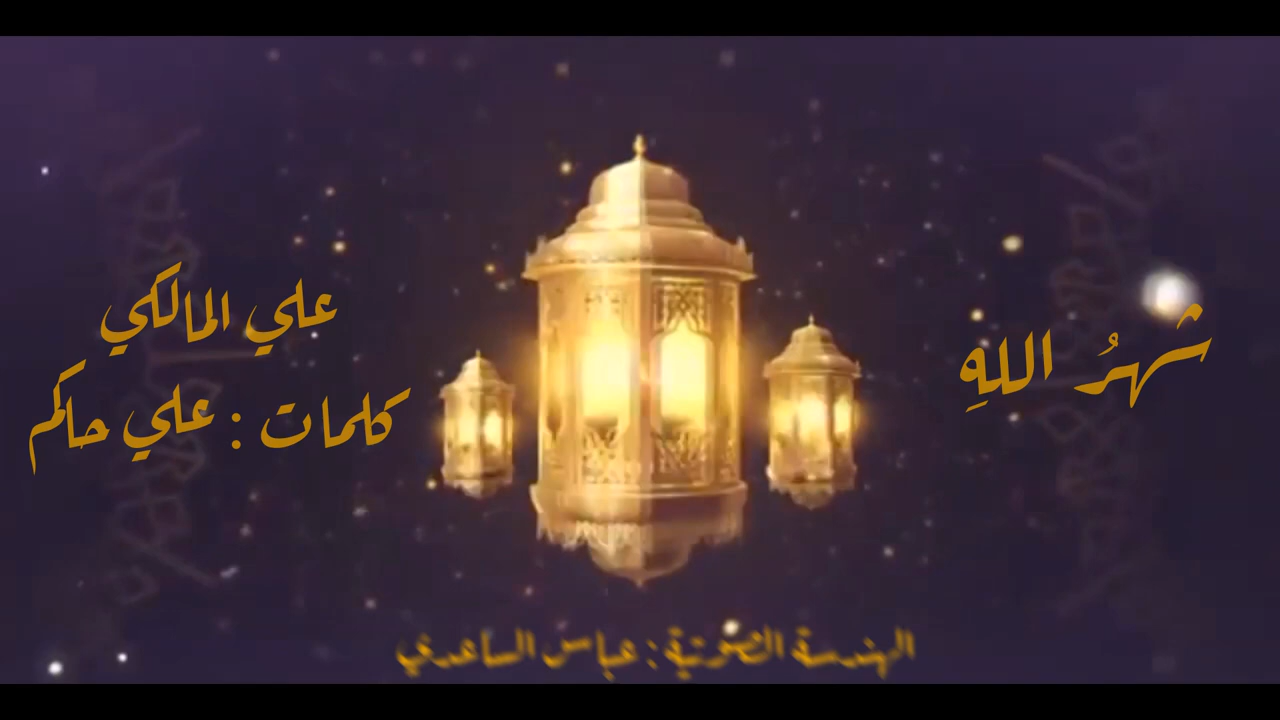 شهرُ اللهِ
علي المالكي
كلمات : علي حاكم
الهندسة الصوتية : عباس الساعدي